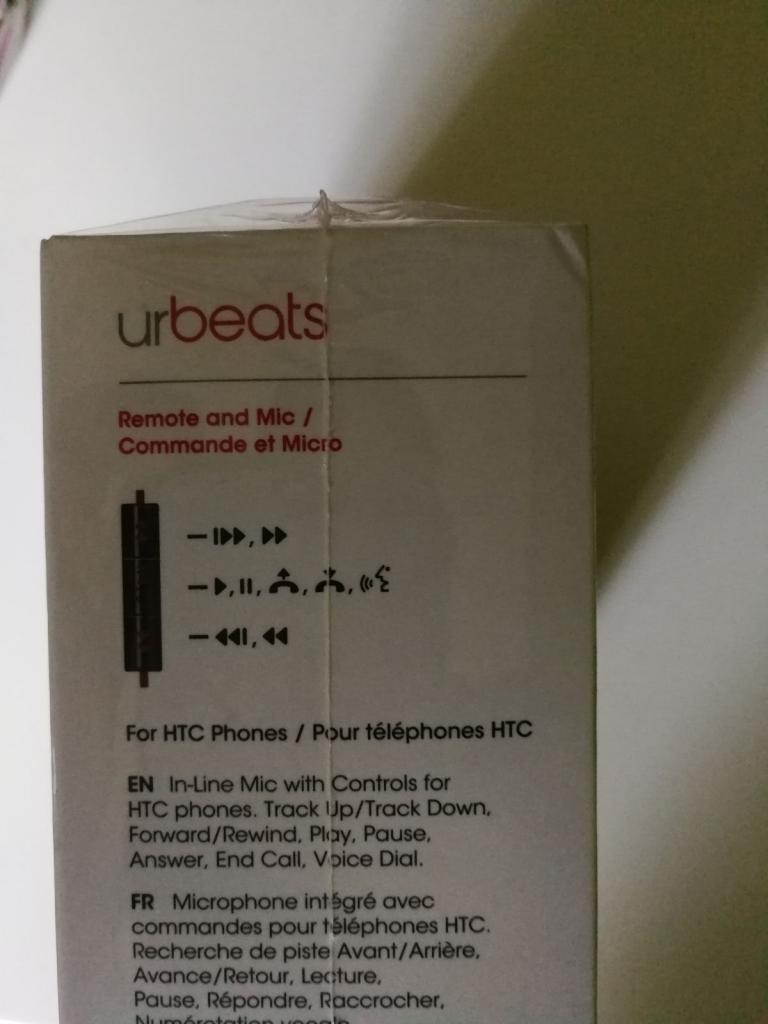 urbeats
Remote and Mic /
Commande et Micro
For HTC Phones / Pour téléphones HTC
EN In-Line Mic with Controls for
HTC phones. Track Up/Track Down,
Forward/Rewind, Play, Pause,
Answer, End Call, Voice Dial.
FR Microphone intégré avec
commandes pour téléphones HTC.
Recherche de piste Avant/Arrière,
Avance/Retour, Lecture,
Pause, Répondre, Raccrocher,